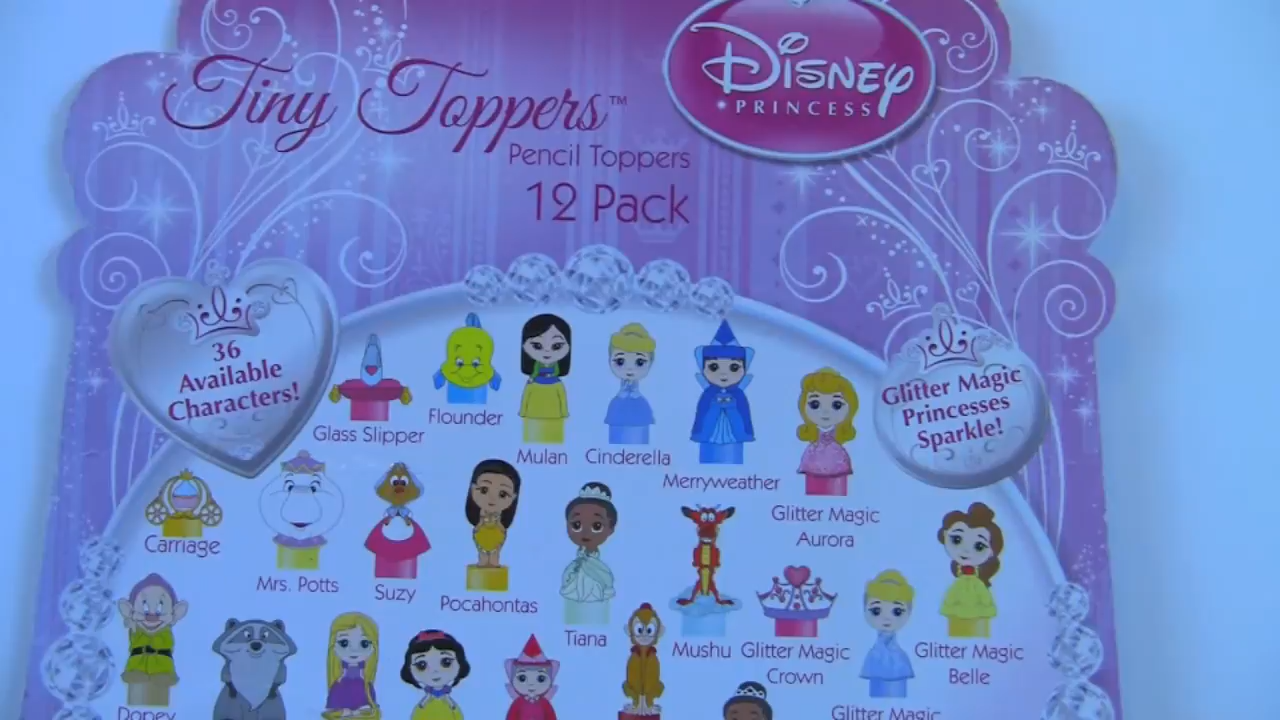 Tiny Toppers™
Pencil Toppers
12 Pack
DISNEY
PRINCESS
36
Available
Characters!
Glitter Magic
Princesses
Sparkle!
Glass Slipper
Flounder
Mulan
Cinderella
Merryweather
Glitter Magic
Aurora
Carriage
Mrs. Potts
Suzy
Pocahontas
Tiana
Mushu
Glitter Magic
Crown
Glitter Magic
Belle
Dopey
Glitter Magic